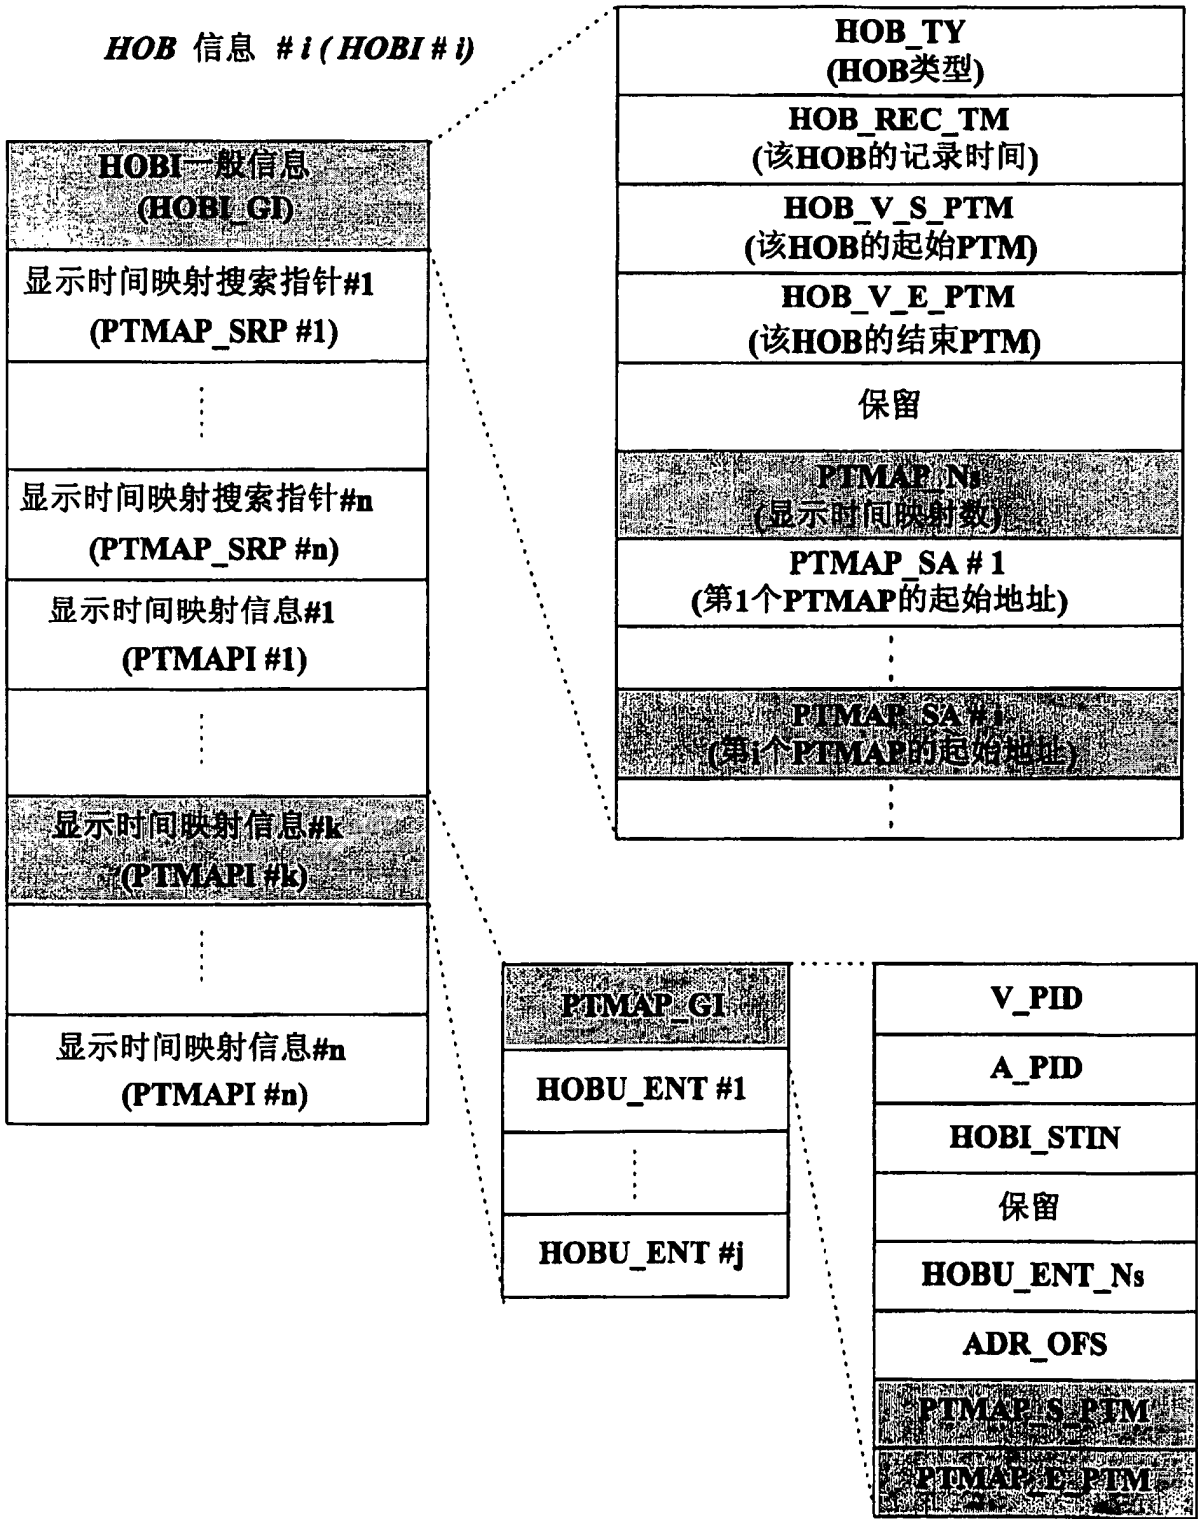 HOB 信息 # i ( HOBI # i)
HOBI一般信息
(HOBI_GI)
显示时间映射搜索指针#1
(PTMAP_SRP #1)
显示时间映射搜索指针#n
(PTMAP_SRP #n)
显示时间映射信息#1
(PTMAPI #1)
显示时间映射信息#k
(PTMAPI #k)
显示时间映射信息#n
(PTMAPI #n)
HOB_TY
(HOB类型)
HOB_REC_TM
(该HOB的记录时间)
HOB_V_S_PTM
(该HOB的起始PTM)
HOB_V_E_PTM
(该HOB的结束PTM)
保留
PTMAP_Ns
(显示时间映射数)
PTMAP_SA # 1
(第1个PTMAP的起始地址)
PTMAP_SA # i
(第i个PTMAP的起始地址)
PTMAP_GI
HOBU_ENT #1
HOBU_ENT #j
V_PID
A_PID
HOBI_STIN
保留
HOBU_ENT_Ns
ADR_OFS
PTMAP_S_PTM
PTMAP_E_PTM